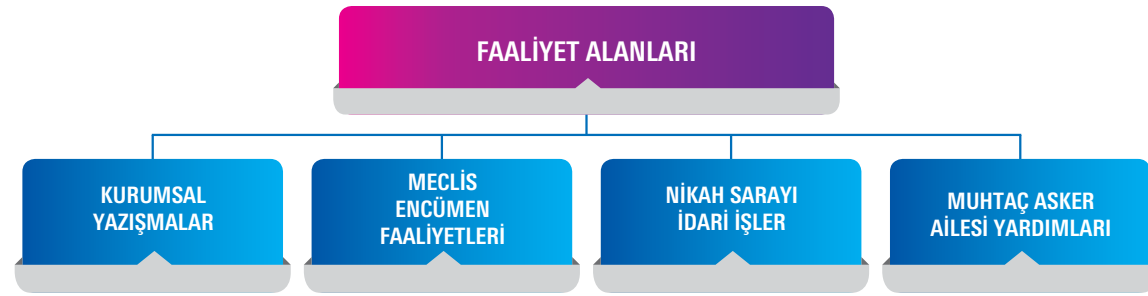 FAALİYET ALANLARI
KURUMSAL
YAZIŞMALAR
MECLİS
ENCÜMEN
FAALİYETLERİ
NİKAH SARAYI
İDARİ İŞLER
MUHTAÇ ASKER
AİLESİ YARDIMLARI